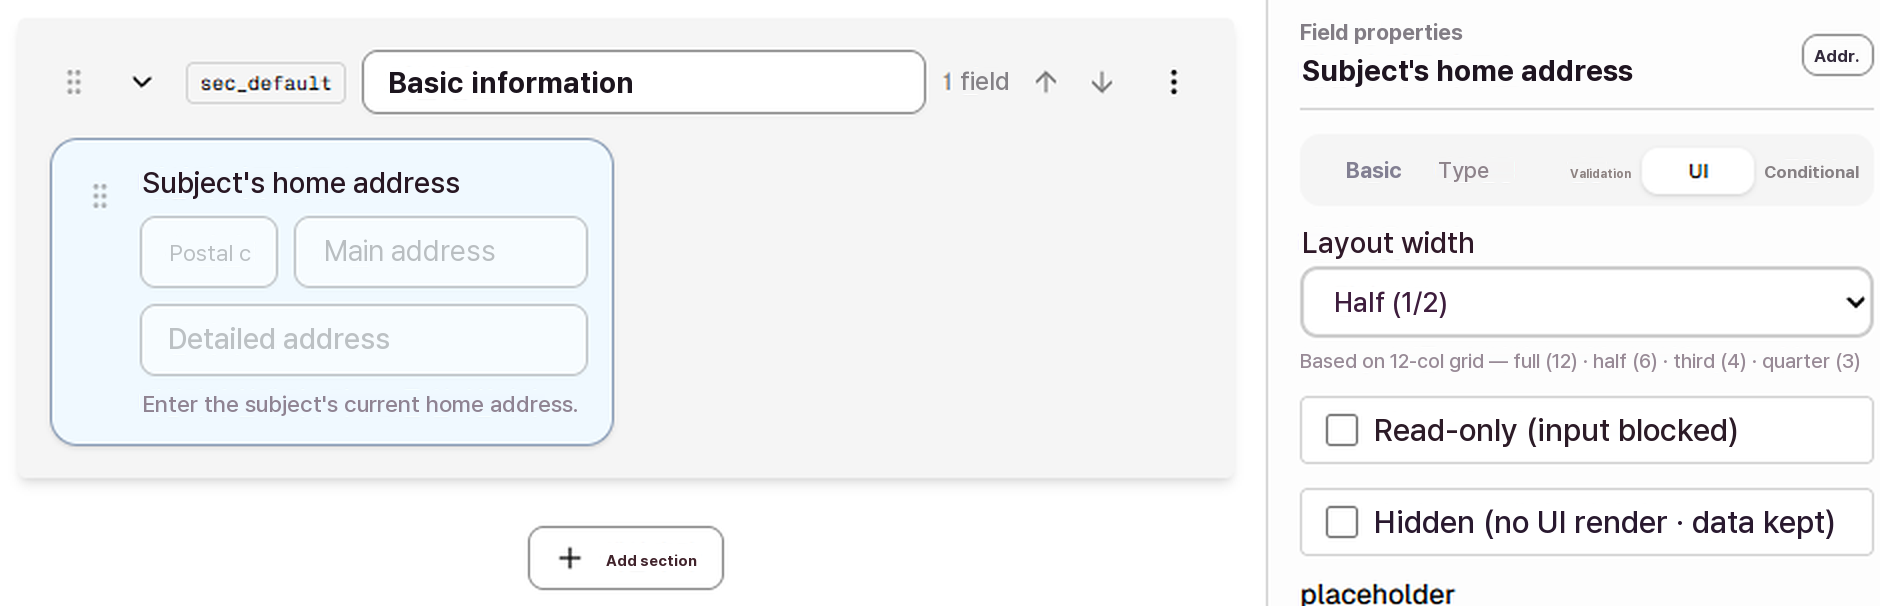 sec_default
Basic information
1 field
Subject's home address
Postal c
Main address
Detailed address
Enter the subject's current home address.
Add section
Field properties
Subject's home address
Addr.
Basic Type Validation UI Conditional
Layout width
Half (1/2)
Based on 12-col grid — full (12) · half (6) · third (4) · quarter (3)
Read-only (input blocked)
Hidden (no UI render · data kept)
placeholder